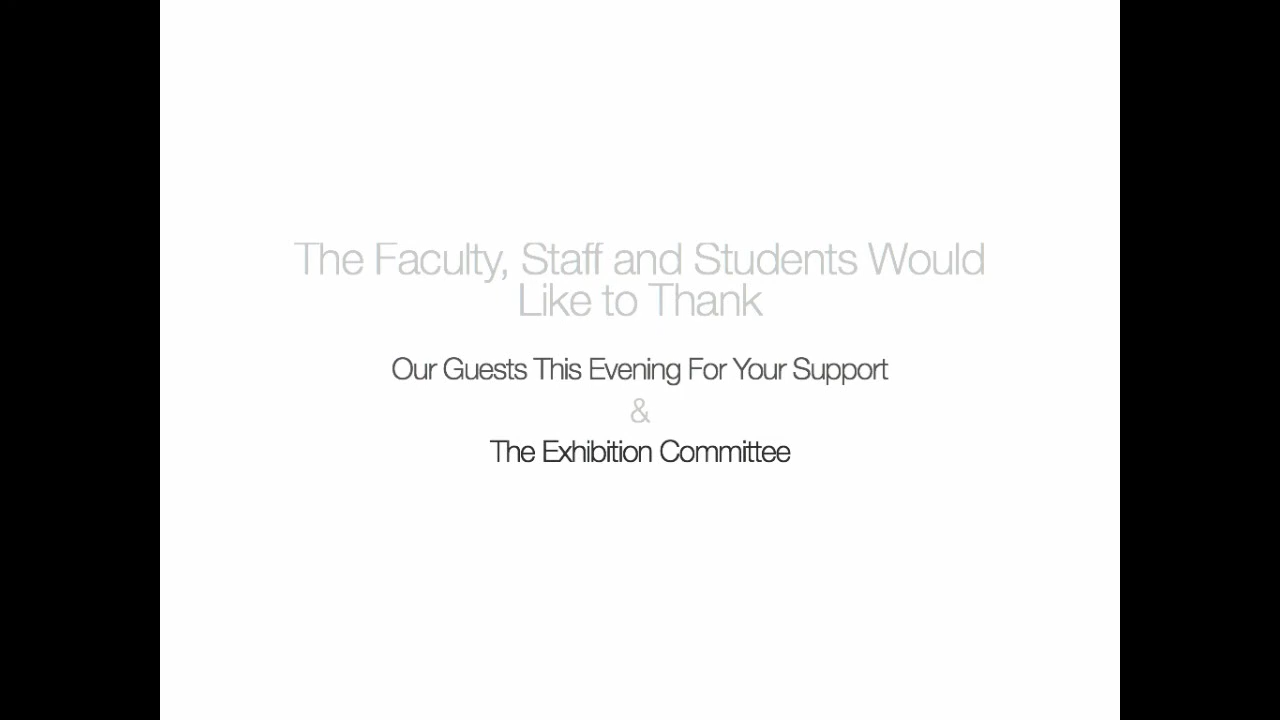 The Faculty, Staff and Students Would
Like to Thank
Our Guests This Evening For Your Support
&
The Exhibition Committee